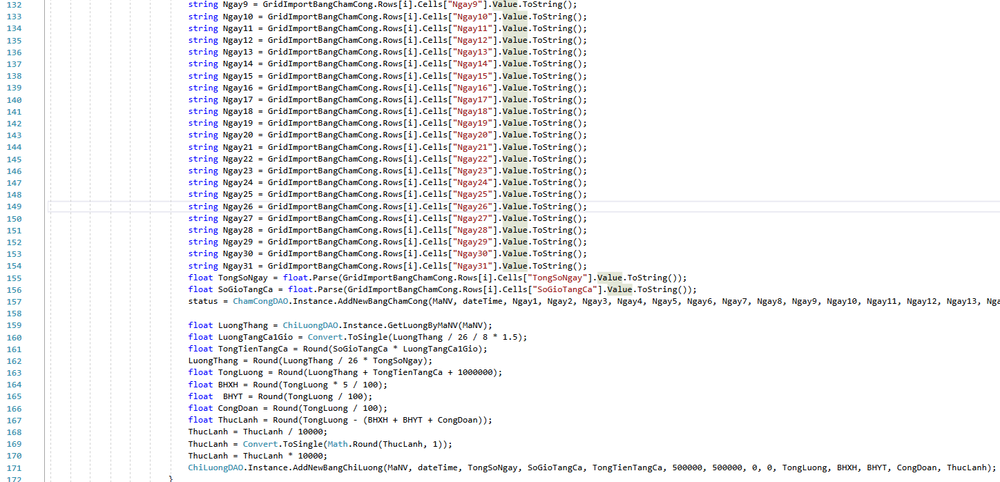 132 string Ngay9 = GridImportBangChamCong.Rows[i].Cells["Ngay9"].Value.ToString();
133 string Ngay10 = GridImportBangChamCong.Rows[i].Cells["Ngay10"].Value.ToString();
134 string Ngay11 = GridImportBangChamCong.Rows[i].Cells["Ngay11"].Value.ToString();
135 string Ngay12 = GridImportBangChamCong.Rows[i].Cells["Ngay12"].Value.ToString();
136 string Ngay13 = GridImportBangChamCong.Rows[i].Cells["Ngay13"].Value.ToString();
137 string Ngay14 = GridImportBangChamCong.Rows[i].Cells["Ngay14"].Value.ToString();
138 string Ngay15 = GridImportBangChamCong.Rows[i].Cells["Ngay15"].Value.ToString();
139 string Ngay16 = GridImportBangChamCong.Rows[i].Cells["Ngay16"].Value.ToString();
140 string Ngay17 = GridImportBangChamCong.Rows[i].Cells["Ngay17"].Value.ToString();
141 string Ngay18 = GridImportBangChamCong.Rows[i].Cells["Ngay18"].Value.ToString();
142 string Ngay19 = GridImportBangChamCong.Rows[i].Cells["Ngay19"].Value.ToString();
143 string Ngay20 = GridImportBangChamCong.Rows[i].Cells["Ngay20"].Value.ToString();
144 string Ngay21 = GridImportBangChamCong.Rows[i].Cells["Ngay21"].Value.ToString();
145 string Ngay22 = GridImportBangChamCong.Rows[i].Cells["Ngay22"].Value.ToString();
146 string Ngay23 = GridImportBangChamCong.Rows[i].Cells["Ngay23"].Value.ToString();
147 string Ngay24 = GridImportBangChamCong.Rows[i].Cells["Ngay24"].Value.ToString();
148 string Ngay25 = GridImportBangChamCong.Rows[i].Cells["Ngay25"].Value.ToString();
149 string Ngay26 = GridImportBangChamCong.Rows[i].Cells["Ngay26"].Value.ToString();
150 string Ngay27 = GridImportBangChamCong.Rows[i].Cells["Ngay27"].Value.ToString();
151 string Ngay28 = GridImportBangChamCong.Rows[i].Cells["Ngay28"].Value.ToString();
152 string Ngay29 = GridImportBangChamCong.Rows[i].Cells["Ngay29"].Value.ToString();
153 string Ngay30 = GridImportBangChamCong.Rows[i].Cells["Ngay30"].Value.ToString();
154 string Ngay31 = GridImportBangChamCong.Rows[i].Cells["Ngay31"].Value.ToString();
155 float TongSoNgay = float.Parse(GridImportBangChamCong.Rows[i].Cells["TongSoNgay"].Value.ToString());
156 float SoGioTangCa = float.Parse(GridImportBangChamCong.Rows[i].Cells["SoGioTangCa"].Value.ToString());
157 status = ChamCongDAO.Instance.AddNewBangChamCong(MaNV, dateTime, Ngay1, Ngay2, Ngay3, Ngay4, Ngay5, Ngay6, Ngay7, Ngay8, Ngay9, Ngay10, Ngay11, Ngay12, Ngay13, Nga
158
159 float LuongThang = ChiLuongDAO.Instance.GetLuongByMaNV(MaNV);
160 float LuongTangCa1Gio = Convert.ToSingle(LuongThang / 26 / 8 * 1.5);
161 float TongTienTangCa = Round(SoGioTangCa * LuongTangCa1Gio);
162 LuongThang = Round(LuongThang / 26 * TongSoNgay);
163 float TongLuong = Round(LuongThang + TongTienTangCa + 1000000);
164 float BHXH = Round(TongLuong * 5 / 100);
165 float  BHYT = Round(TongLuong / 100);
166 float CongDoan = Round(TongLuong / 100);
167 float ThucLanh = Round(TongLuong - (BHXH + BHYT + CongDoan));
168 ThucLanh = ThucLanh / 10000;
169 ThucLanh = Convert.ToSingle(Math.Round(ThucLanh, 1));
170 ThucLanh = ThucLanh * 10000;
171 ChiLuongDAO.Instance.AddNewBangChiLuong(MaNV, dateTime, TongSoNgay, SoGioTangCa, TongTienTangCa, 500000, 500000, 0, 0, TongLuong, BHXH, BHYT, CongDoan, ThucLanh);
172 }